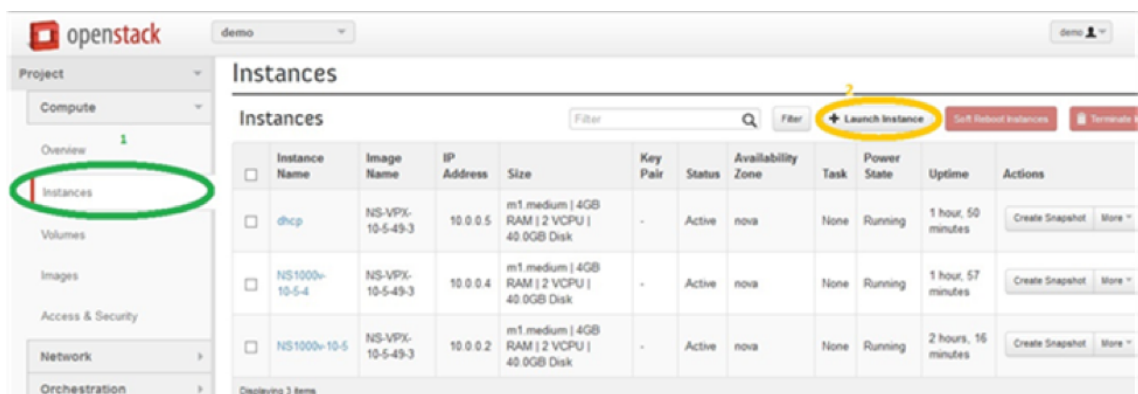 openstack
demo
demo
Project
Instances
Compute
2
Instances
Filter
Filter
+ Launch Instance
Soft Reboot Instances
Terminate
Overview
1
Instance Name
Image Name
IP Address
Size
Key Pair
Status
Availability Zone
Task
Power State
Uptime
Actions
Instances
dhcp
NS-VPX-
10-5-49-3
10.0.0.5
m1.medium | 4GB
RAM | 2 VCPU |
40.0GB Disk
-
Active
nova
None
Running
1 hour, 50
minutes
Create Snapshot
More
Volumes
Images
NS1000v-
10-5-4
NS-VPX-
10-5-49-3
10.0.0.4
m1.medium | 4GB
RAM | 2 VCPU |
40.0GB Disk
-
Active
nova
None
Running
1 hour, 57
minutes
Create Snapshot
More
Access & Security
NS1000v-10-5
NS-VPX-
10-5-49-3
10.0.0.2
m1.medium | 4GB
RAM | 2 VCPU |
40.0GB Disk
-
Active
nova
None
Running
2 hours, 16
minutes
Create Snapshot
More
Network
Orchestration
Displaying 3 items